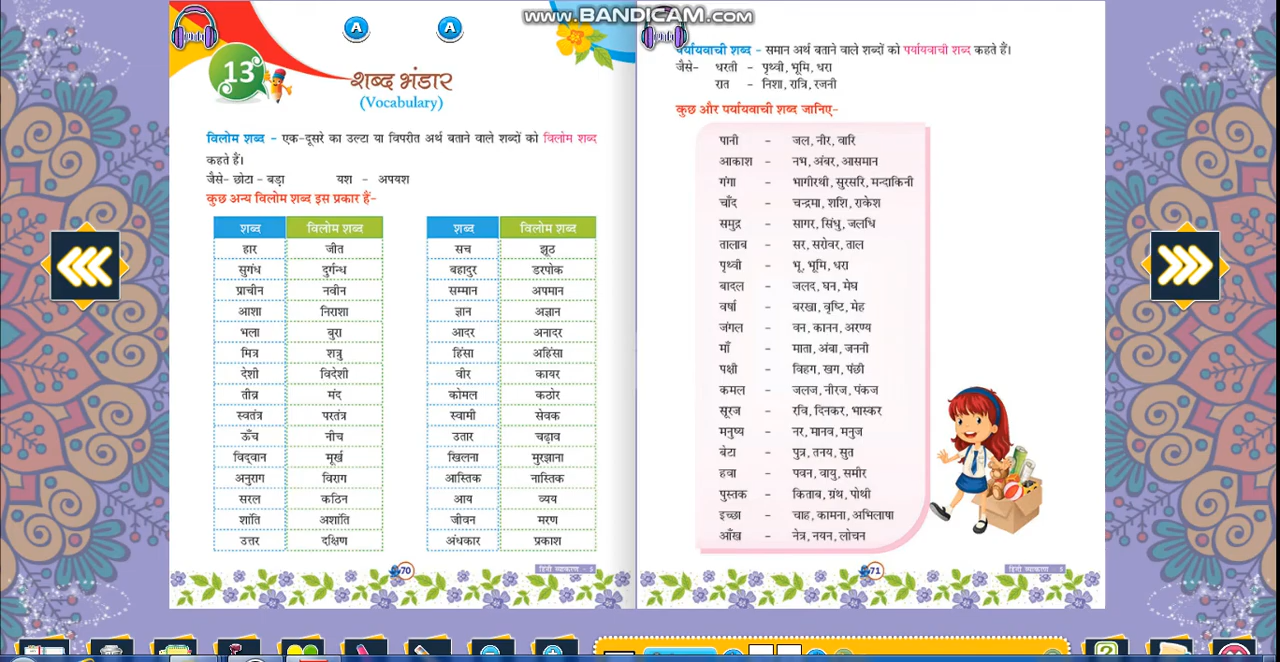 www.BANDICAM.com
A
A
13
शब्द भंडार
(Vocabulary)
विलोम शब्द - एक-दूसरे का उल्टा या विपरीत अर्थ बताने वाले शब्दों को विलोम शब्द
कहते हैं।
जैसे- छोटा - बड़ा यश - अपयश
कुछ अन्य विलोम शब्द इस प्रकार हैं-
शब्द विलोम शब्द
हार जीत
सुगंध दुर्गन्ध
प्राचीन नवीन
आशा निराशा
भला बुरा
मित्र शत्रु
देशी विदेशी
तीव्र मंद
स्वतंत्र परतंत्र
ऊँच नीच
विद्वान मूर्ख
अनुराग विराग
सरल कठिन
शांति अशांति
उत्तर दक्षिण
शब्द विलोम शब्द
सच झूठ
बहादुर डरपोक
सम्मान अपमान
ज्ञान अज्ञान
आदर अनादर
हिंसा अहिंसा
वीर कायर
कोमल कठोर
स्वामी सेवक
उतार चढ़ाव
खिलना मुरझाना
आस्तिक नास्तिक
आय व्यय
जीवन मरण
अंधकार प्रकाश
70
हिंदी व्याकरण - 5
पर्यायवाची शब्द - समान अर्थ बताने वाले शब्दों को पर्यायवाची शब्द कहते हैं।
जैसे- धरती - पृथ्वी, भूमि, धरा
रात - निशा, रात्रि, रजनी
कुछ और पर्यायवाची शब्द जानिए-
पानी - जल, नीर, वारि
आकाश - नभ, अंबर, आसमान
गंगा - भागीरथी, सुरसरि, मन्दाकिनी
चाँद - चन्द्रमा, शशि, राकेश
समुद्र - सागर, सिंधु, जलधि
तालाब - सर, सरोवर, ताल
पृथ्वी - भू, भूमि, धरा
बादल - जलद, घन, मेघ
वर्षा - बरखा, वृष्टि, मेह
जंगल - वन, कानन, अरण्य
माँ - माता, अंबा, जननी
पक्षी - विहग, खग, पंछी
कमल - जलज, नीरज, पंकज
सूरज - रवि, दिनकर, भास्कर
मनुष्य - नर, मानव, मनुज
बेटा - पुत्र, तनय, सुत
हवा - पवन, वायु, समीर
पुस्तक - किताब, ग्रंथ, पोथी
इच्छा - चाह, कामना, अभिलाषा
आँख - नेत्र, नयन, लोचन
71
हिंदी व्याकरण - 5